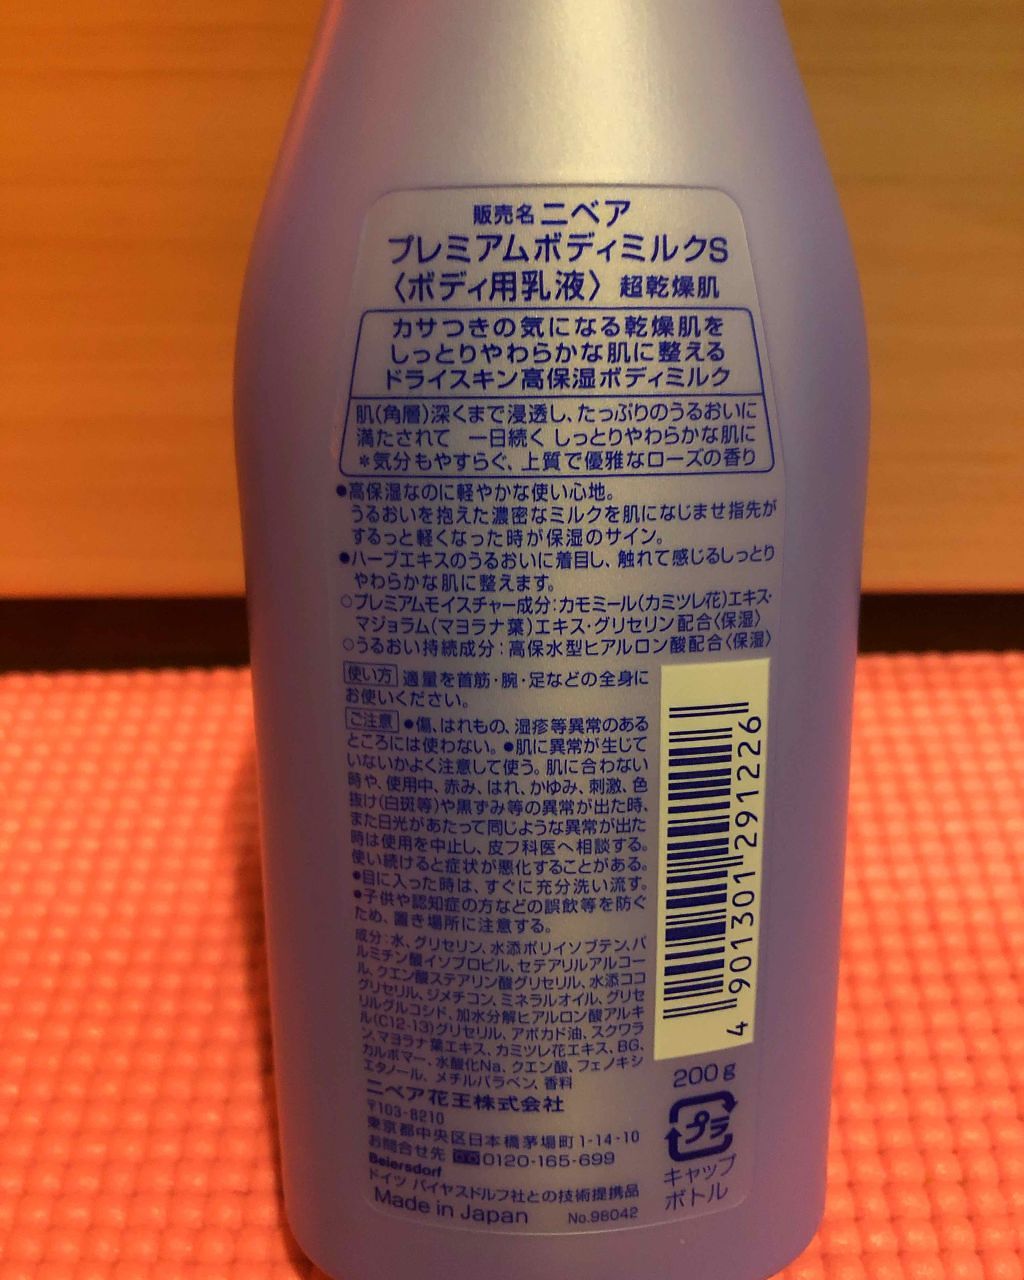 販売名 ニベア
プレミアムボディミルクS
〈ボディ用乳液〉 超乾燥肌
カサつきの気になる乾燥肌を
しっとりやわらかな肌に整える
ドライスキン高保湿ボディミルク
肌(角層)深くまで浸透し、たっぷりのうるおいに
満たされて 一日続く しっとりやわらかな肌に
＊気分もやすらぐ、上質で優雅なローズの香り
●高保湿なのに軽やかな使い心地。
うるおいを抱えた濃密なミルクを肌になじませ指先が
するっと軽くなった時が保湿のサイン。
●ハーブエキスのうるおいに着目し、触れて感じるしっとり
やわらかな肌に整えます。
○プレミアムモイスチャー成分：カモミール(カミツレ花)エキス・
マジョラム(マヨラナ葉)エキス・グリセリン配合〈保湿〉
○うるおい持続成分：高保水型ヒアルロン酸配合〈保湿〉
使い方 適量を首筋・腕・足などの全身に
お使いください。
ご注意 ●傷、はれもの、湿疹等異常のある
ところには使わない。●肌に異常が生じて
いないかよく注意して使う。肌に合わない
時や、使用中、赤み、はれ、かゆみ、刺激、色
抜け(白斑等)や黒ずみ等の異常が出た時、
また日光があたって同じような異常が出た
時は使用を中止し、皮フ科医へ相談する。
使い続けると症状が悪化することがある。
●目に入った時は、すぐに充分洗い流す。
●子供や認知症の方などの誤飲等を防ぐ
ため、置き場所に注意する。
成分：水、グリセリン、水添ポリイソブテン、パ
ルミチン酸イソプロピル、セテアリルアルコー
ル、クエン酸ステアリン酸グリセリル、水添ココ
グリセリル、ジメチコン、ミネラルオイル、グリセ
リルグルコシド、加水分解ヒアルロン酸アルキ
ル(C12-13)グリセリル、アボカド油、スクワラ
ン、マヨラナ葉エキス、カミツレ花エキス、BG、
カルボマー、水酸化Na、クエン酸、フェノキシ
エタノール、メチルパラベン、香料
ニベア花王株式会社
〒103-8210
東京都中央区日本橋茅場町1-14-10
お問合せ先 0120-165-699
Beiersdorf
ドイツ バイヤスドルフ社との技術提携品
Made in Japan No.98042
4 901301 291226
200g
プラ
キャップ
ボトル